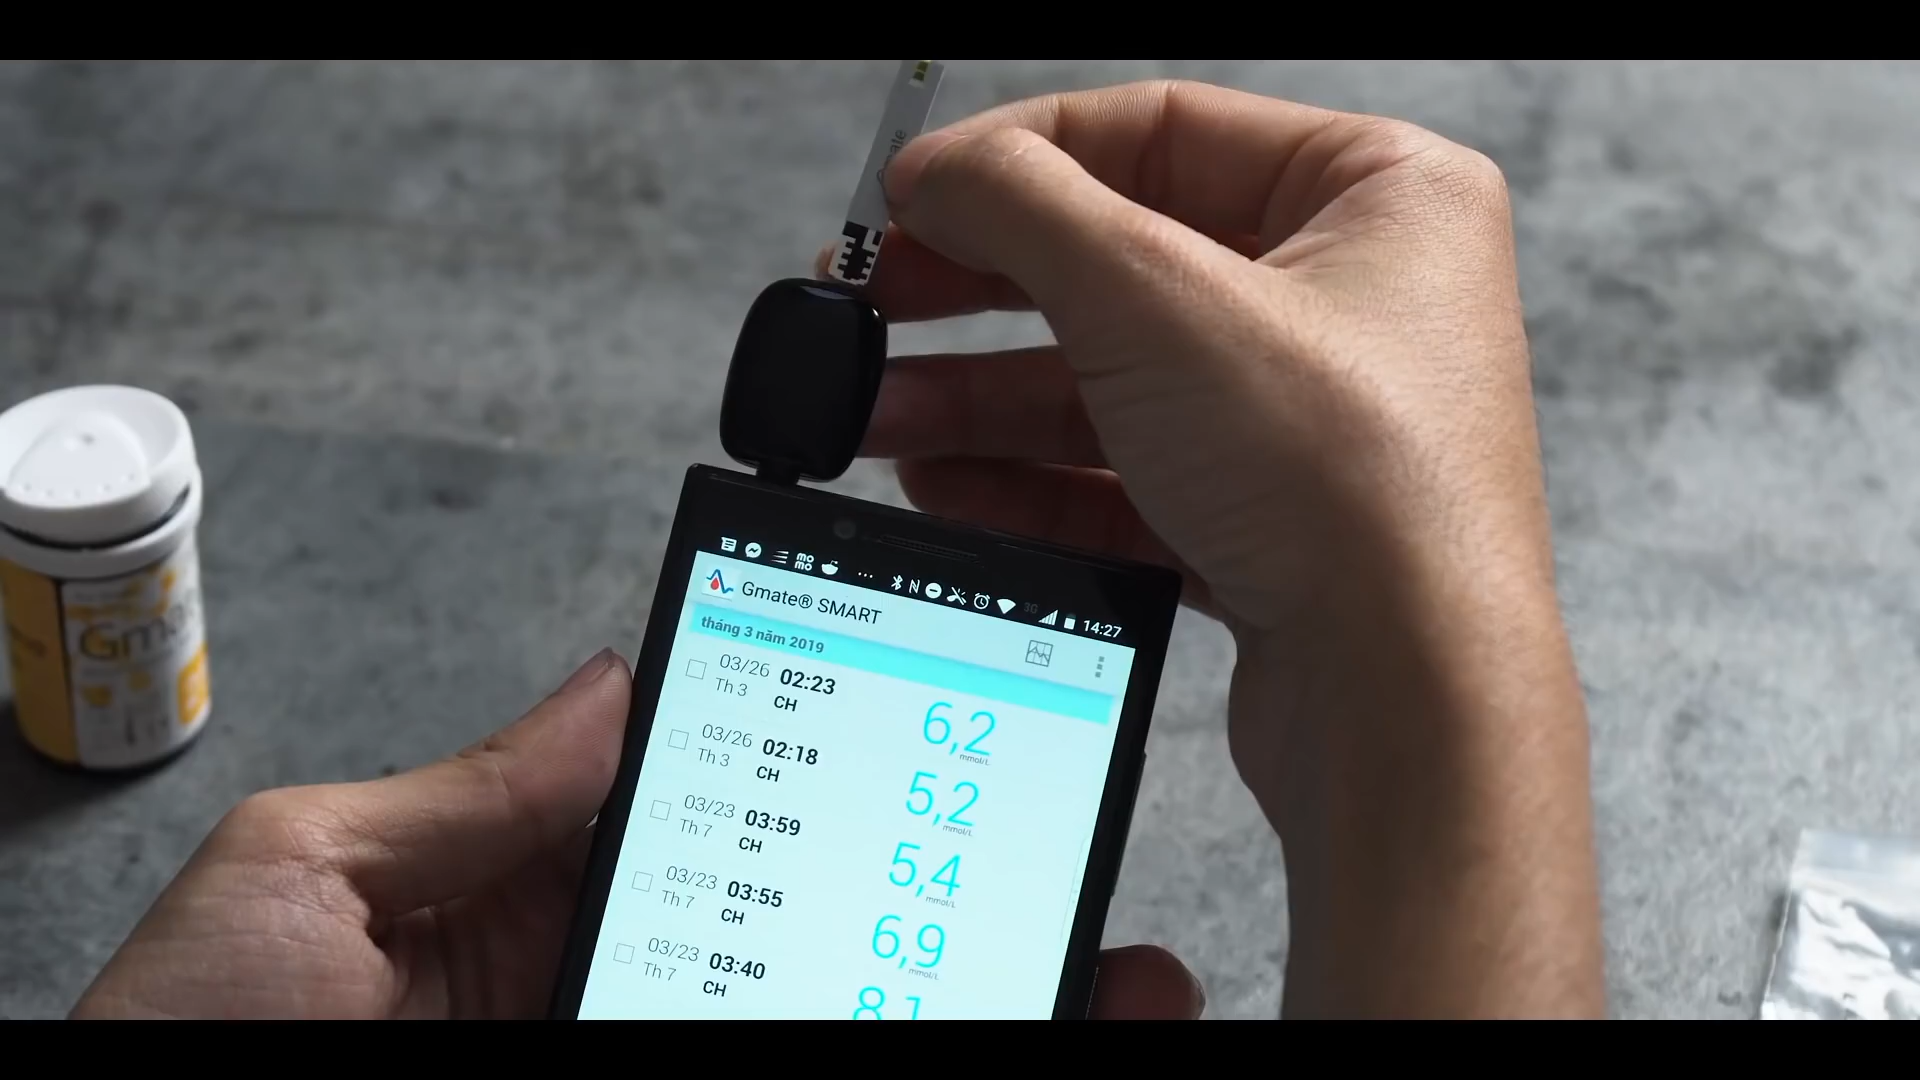 14:27
Gmate® SMART
tháng 3 năm 2019
03/26 02:23
Th 3 CH
6,2
mmol/L
03/26 02:18
Th 3 CH
5,2
mmol/L
03/23 03:59
Th 7 CH
5,4
mmol/L
03/23 03:55
Th 7 CH
6,9
mmol/L
03/23 03:40
Th 7 CH
8,1